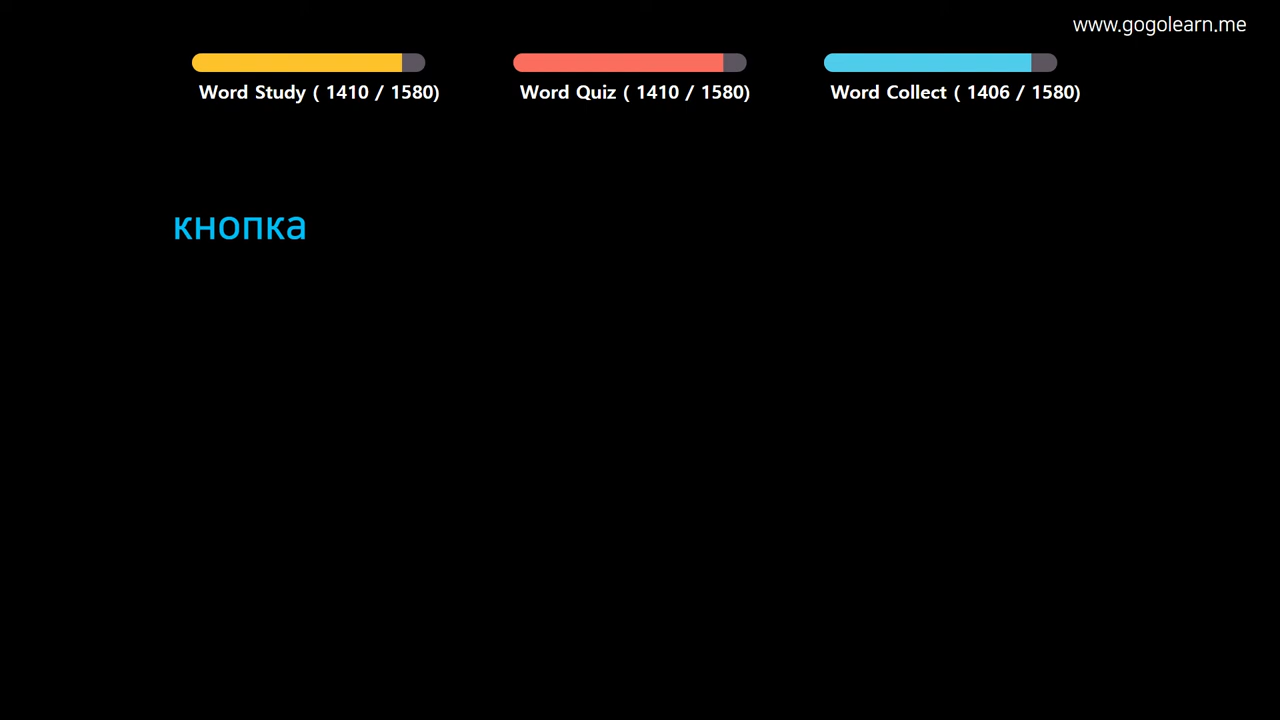 www.gogolearn.me
Word Study ( 1410 / 1580)
Word Quiz ( 1410 / 1580)
Word Collect ( 1406 / 1580)
кнопка